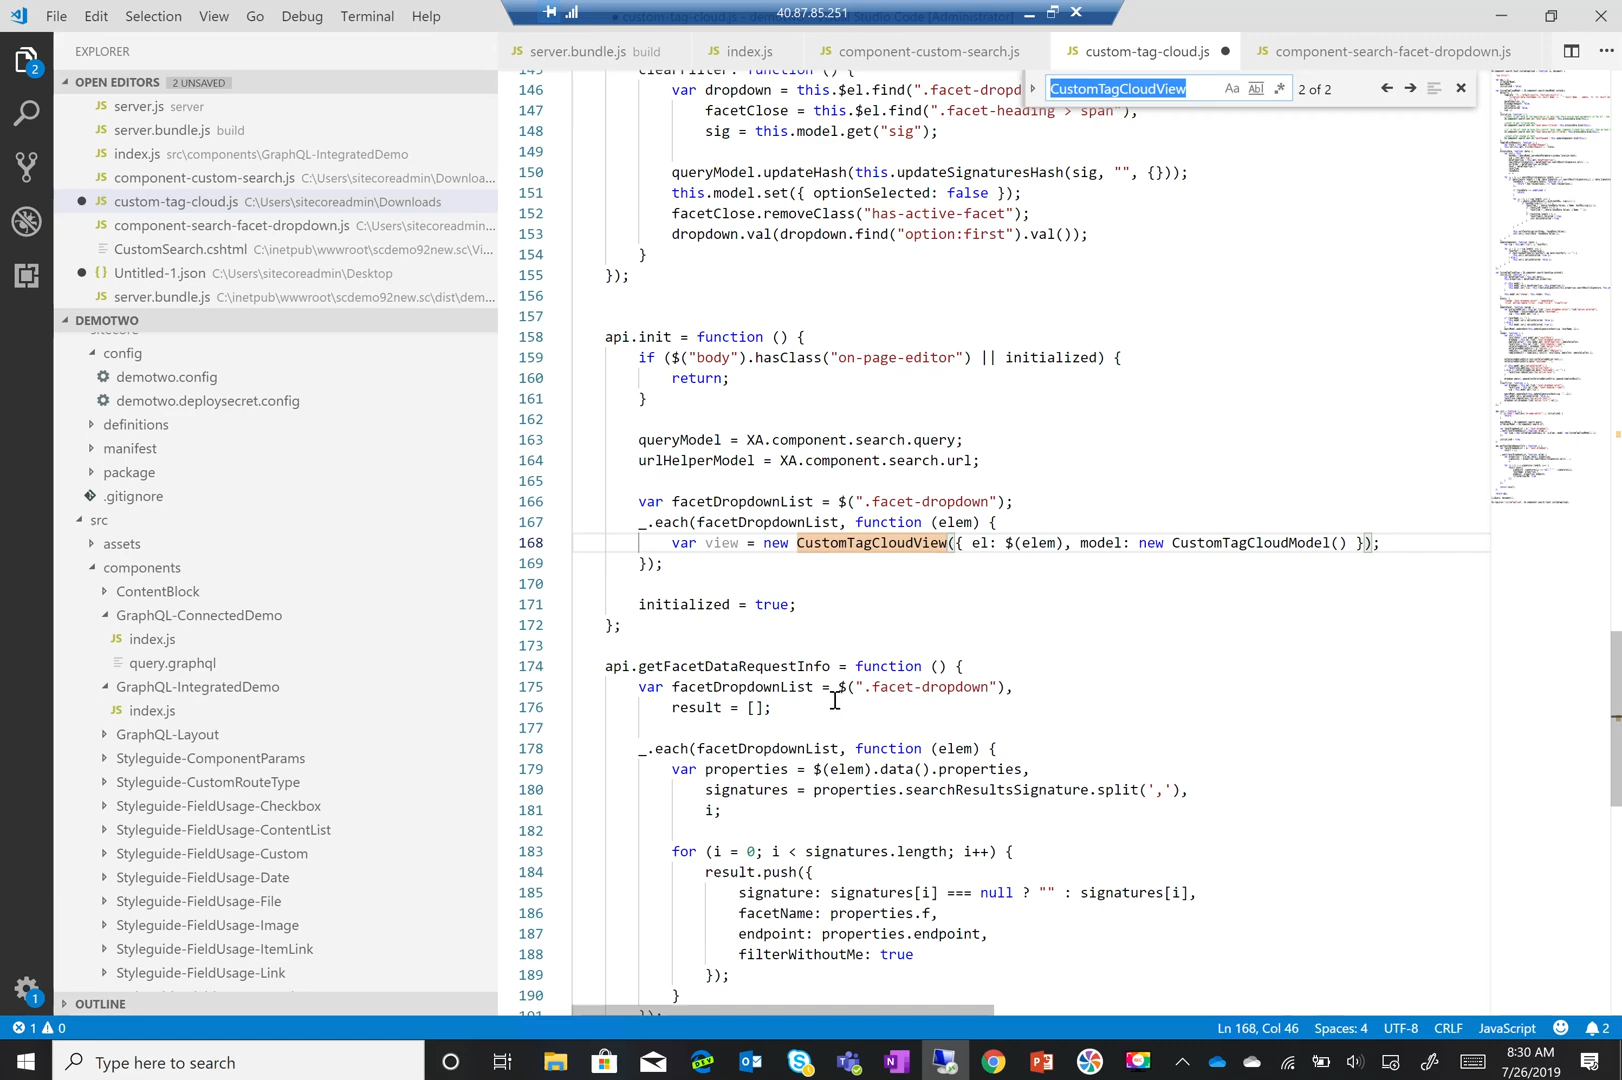 File Edit Selection View Go Debug Terminal Help
40.87.85.251
EXPLORER
server.bundle.js build
index.js
component-custom-search.js
custom-tag-cloud.js
component-search-facet-dropdown.js
OPEN EDITORS 2 UNSAVED
server.js server
server.bundle.js build
index.js src\components\GraphQL-IntegratedDemo
component-custom-search.js C:\Users\sitecoreadmin\Downloa...
custom-tag-cloud.js C:\Users\sitecoreadmin\Downloads
component-search-facet-dropdown.js C:\Users\sitecoreadmin...
CustomSearch.cshtml C:\inetpub\wwwroot\scdemo92new.sc\Vi...
Untitled-1.json C:\Users\sitecoreadmin\Desktop
server.bundle.js C:\inetpub\wwwroot\scdemo92new.sc\dist\dem...
DEMOTWO
config
demotwo.config
demotwo.deploysecret.config
definitions
manifest
package
.gitignore
src
assets
components
ContentBlock
GraphQL-ConnectedDemo
index.js
query.graphql
GraphQL-IntegratedDemo
index.js
GraphQL-Layout
Styleguide-ComponentParams
Styleguide-CustomRouteType
Styleguide-FieldUsage-Checkbox
Styleguide-FieldUsage-ContentList
Styleguide-FieldUsage-Custom
Styleguide-FieldUsage-Date
Styleguide-FieldUsage-File
Styleguide-FieldUsage-Image
Styleguide-FieldUsage-ItemLink
Styleguide-FieldUsage-Link
OUTLINE
CustomTagCloudView Aa Abl .* 2 of 2
145 clearFilter: function () {
146 var dropdown = this.$el.find(".facet-dropd
147 facetClose = this.$el.find(".facet-heading > span"),
148 sig = this.model.get("sig");
149
150 queryModel.updateHash(this.updateSignaturesHash(sig, "", {}));
151 this.model.set({ optionSelected: false });
152 facetClose.removeClass("has-active-facet");
153 dropdown.val(dropdown.find("option:first").val());
154 }
155 });
156
157
158 api.init = function () {
159 if ($("body").hasClass("on-page-editor") || initialized) {
160 return;
161 }
162
163 queryModel = XA.component.search.query;
164 urlHelperModel = XA.component.search.url;
165
166 var facetDropdownList = $(".facet-dropdown");
167 _.each(facetDropdownList, function (elem) {
168 var view = new CustomTagCloudView({ el: $(elem), model: new CustomTagCloudModel() });
169 });
170
171 initialized = true;
172 };
173
174 api.getFacetDataRequestInfo = function () {
175 var facetDropdownList = $(".facet-dropdown"),
176 result = [];
177
178 _.each(facetDropdownList, function (elem) {
179 var properties = $(elem).data().properties,
180 signatures = properties.searchResultsSignature.split(','),
181 i;
182
183 for (i = 0; i < signatures.length; i++) {
184 result.push({
185 signature: signatures[i] === null ? "" : signatures[i],
186 facetName: properties.f,
187 endpoint: properties.endpoint,
188 filterWithoutMe: true
189 });
190 }
191 });
1 0 Ln 168, Col 46 Spaces: 4 UTF-8 CRLF JavaScript 2
Type here to search
8:30 AM
7/26/2019